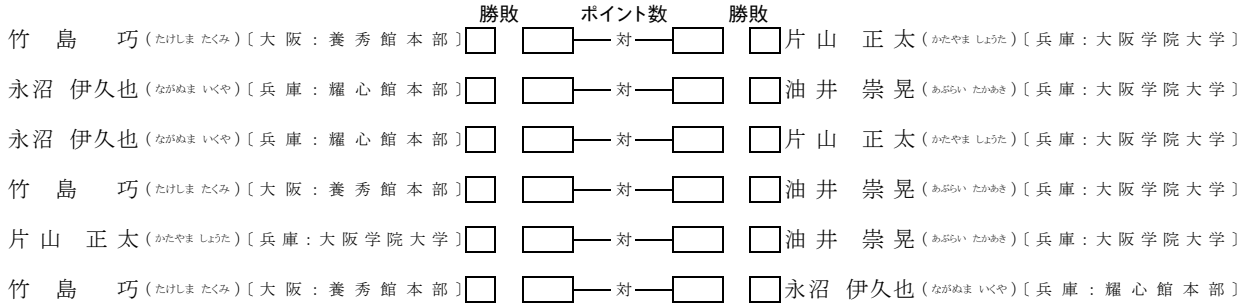 勝敗 ポイント数 勝敗
竹島 巧(たけしま たくみ)〔大阪:養秀館本部〕 対 片山 正太(かたやま しょうた)〔兵庫:大阪学院大学〕
永沼 伊久也(ながぬま いくや)〔兵庫:耀心館本部〕 対 油井 崇晃(あぶらい たかあき)〔兵庫:大阪学院大学〕
永沼 伊久也(ながぬま いくや)〔兵庫:耀心館本部〕 対 片山 正太(かたやま しょうた)〔兵庫:大阪学院大学〕
竹島 巧(たけしま たくみ)〔大阪:養秀館本部〕 対 油井 崇晃(あぶらい たかあき)〔兵庫:大阪学院大学〕
片山 正太(かたやま しょうた)〔兵庫:大阪学院大学〕 対 油井 崇晃(あぶらい たかあき)〔兵庫:大阪学院大学〕
竹島 巧(たけしま たくみ)〔大阪:養秀館本部〕 対 永沼 伊久也(ながぬま いくや)〔兵庫:耀心館本部〕